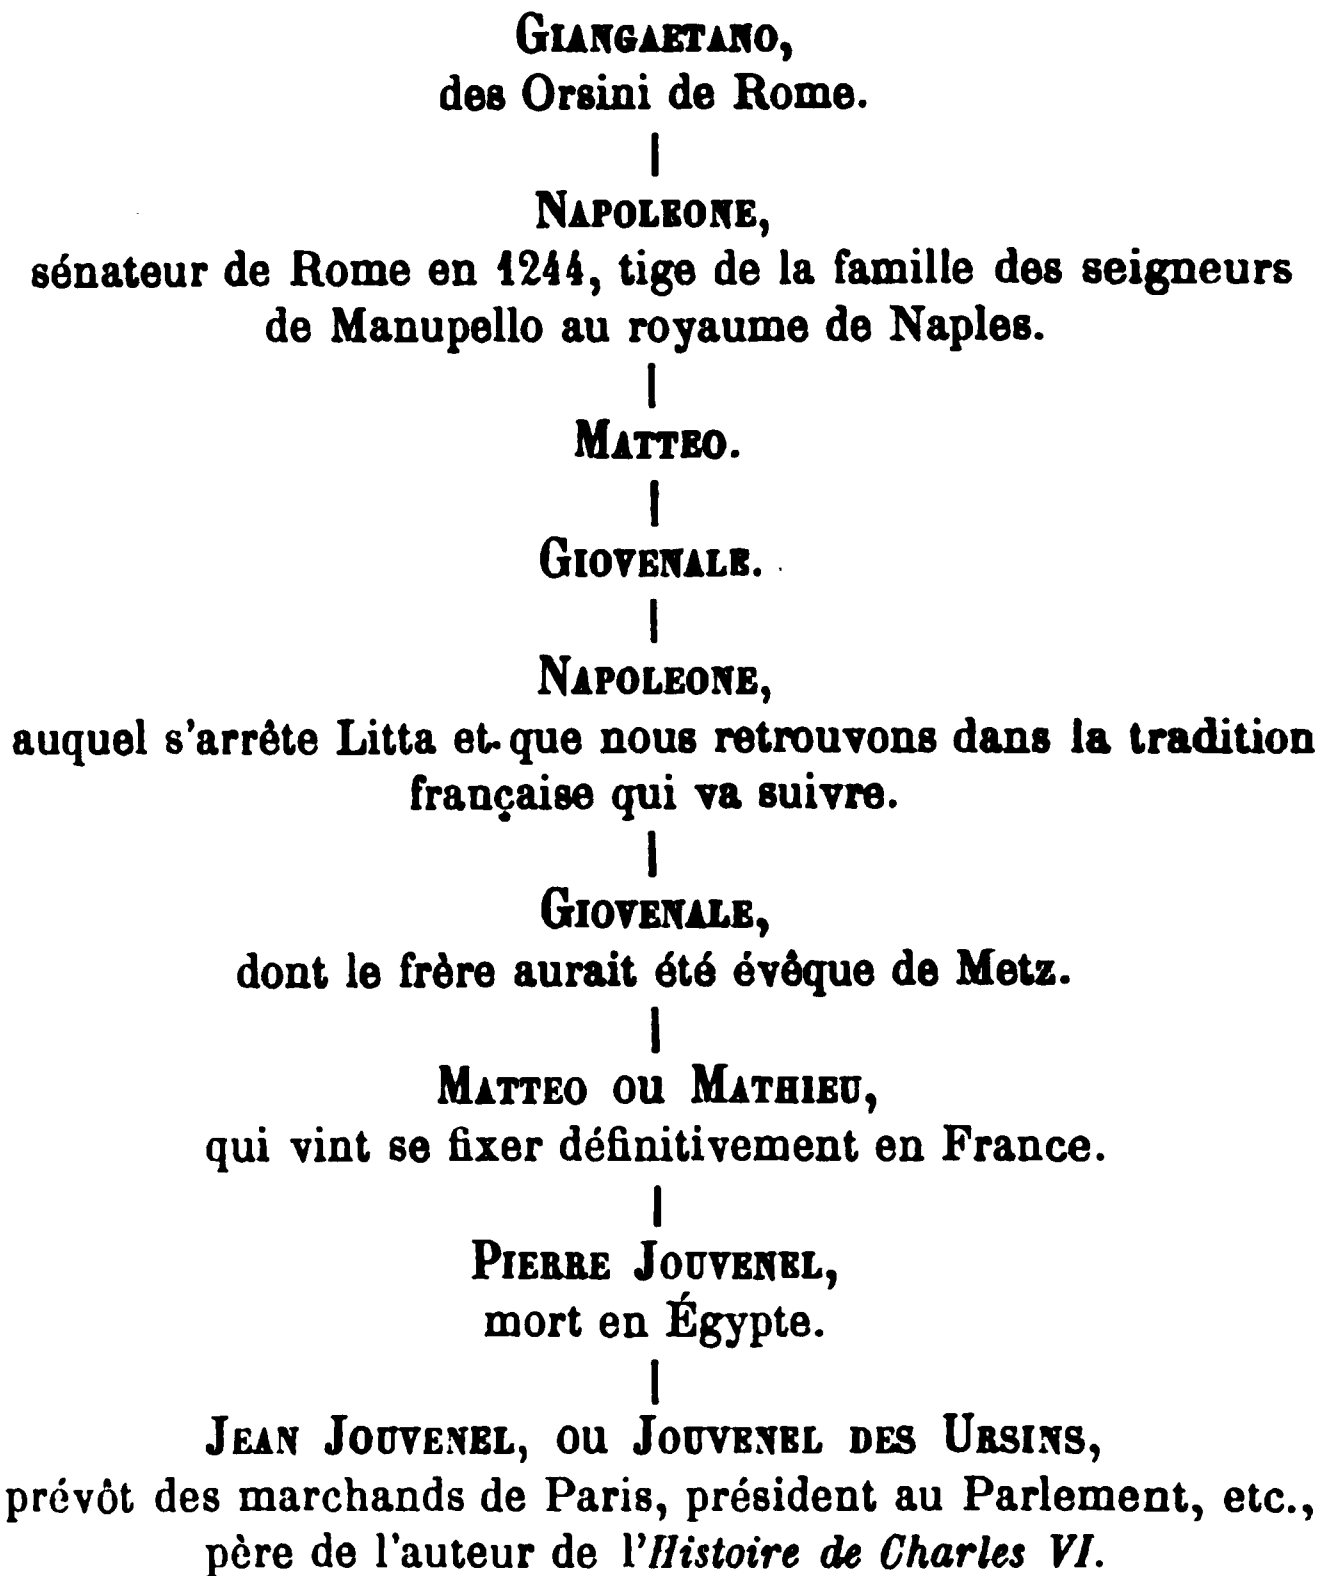 GIANGAETANO,
des Orsini de Rome.
NAPOLEONE,
sénateur de Rome en 1244, tige de la famille des seigneurs
de Manupello au royaume de Naples.
MATTEO.
GIOVENALE.
NAPOLEONE,
auquel s'arrête Litta et que nous retrouvons dans la tradition
française qui va suivre.
GIOVENALE,
dont le frère aurait été évêque de Metz.
MATTEO ou MATHIEU,
qui vint se fixer définitivement en France.
PIERRE JOUVENEL,
mort en Égypte.
JEAN JOUVENEL, ou JOUVENEL DES URSINS,
prévôt des marchands de Paris, président au Parlement, etc.,
père de l'auteur de l'Histoire de Charles VI.